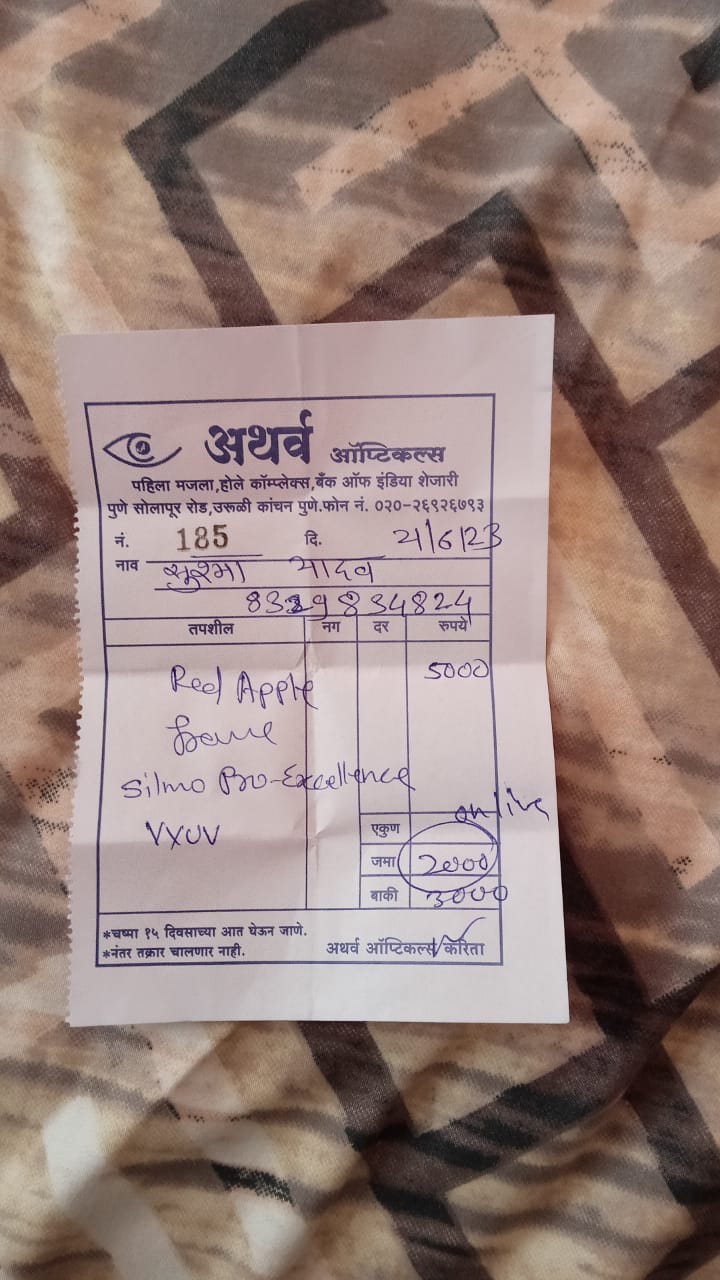 अथर्व ऑप्टिकल्स
पहिला मजला,होले कॉम्प्लेक्स,बँक ऑफ इंडिया शेजारी
पुणे सोलापूर रोड,उरूळी कांचन पुणे.फोन नं. ०२०-२६९२६७९३
नं. 185 दि. 21/6/23
नाव सुश्मा यादव
8329834824
तपशील नग दर रुपये
Red Apple 5000
frame
Silmo Pro-Excellence
VXUV online
एकुण
जमा 2000
बाकी 3000
*चष्मा १५ दिवसाच्या आत घेऊन जाणे.
*नंतर तक्रार चालणार नाही. अथर्व ऑप्टिकल्स करिता